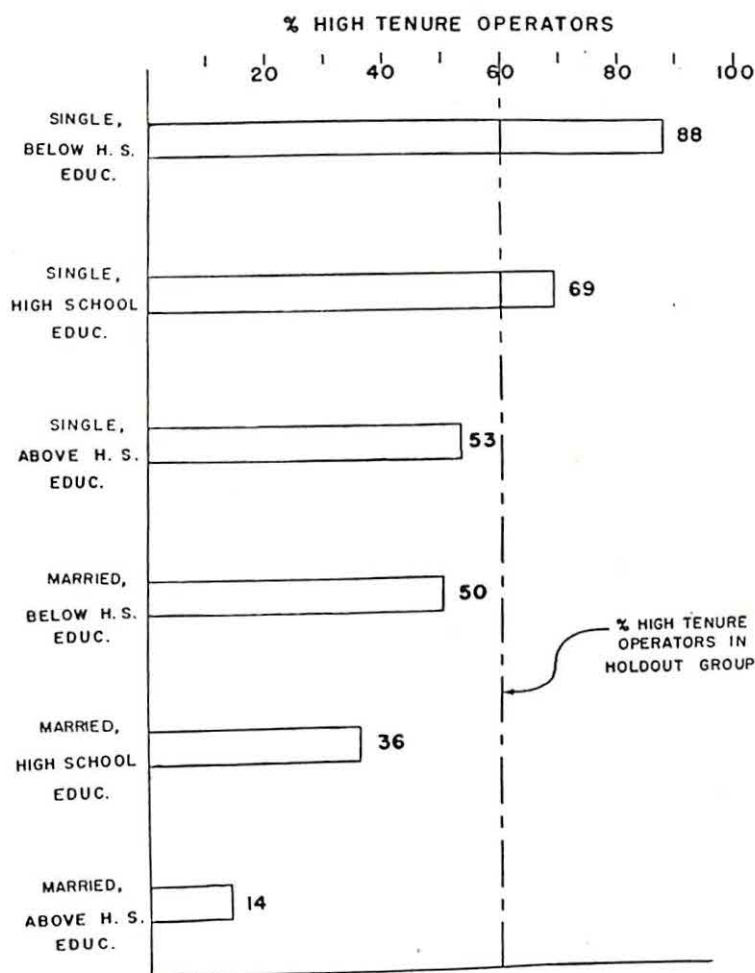 % HIGH TENURE OPERATORS
20 40 60 80 100
SINGLE,
BELOW H. S.
EDUC.
88
SINGLE,
HIGH SCHOOL
EDUC.
69
SINGLE,
ABOVE H. S.
EDUC.
53
MARRIED,
BELOW H. S.
EDUC.
50
% HIGH TENURE
OPERATORS IN
HOLDOUT GROUP
MARRIED,
HIGH SCHOOL
EDUC.
36
MARRIED,
ABOVE H. S.
EDUC.
14